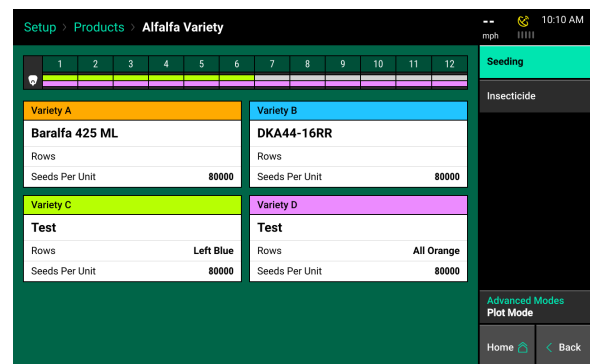 Setup > Products > Alfalfa Variety
-- 10:10 AM
mph
1 2 3 4 5 6 7 8 9 10 11 12
Seeding
Insecticide
Variety A
Baralfa 425 ML
Rows
Seeds Per Unit 80000
Variety B
DKA44-16RR
Rows
Seeds Per Unit 80000
Variety C
Test
Rows Left Blue
Seeds Per Unit 80000
Variety D
Test
Rows All Orange
Seeds Per Unit 80000
Advanced Modes
Plot Mode
Home < Back